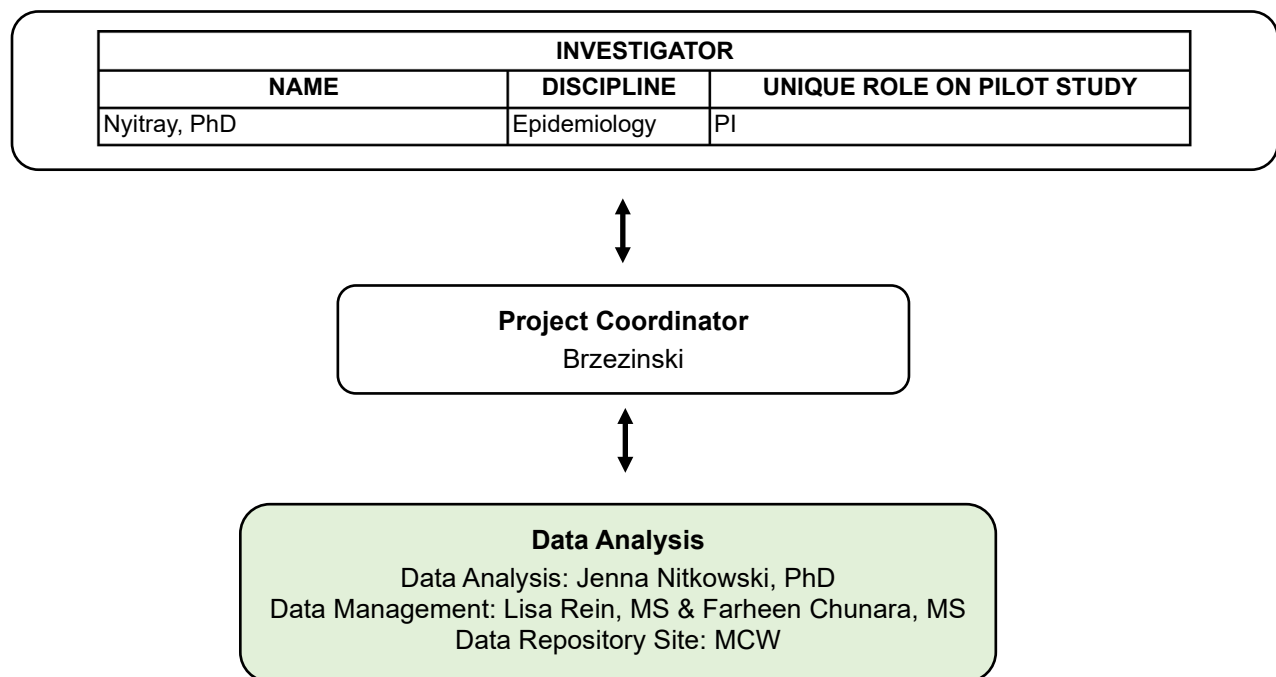 INVESTIGATOR
NAME DISCIPLINE UNIQUE ROLE ON PILOT STUDY
Nyitray, PhD Epidemiology PI
Project Coordinator
Brzezinski
Data Analysis
Data Analysis: Jenna Nitkowski, PhD
Data Management: Lisa Rein, MS & Farheen Chunara, MS
Data Repository Site: MCW